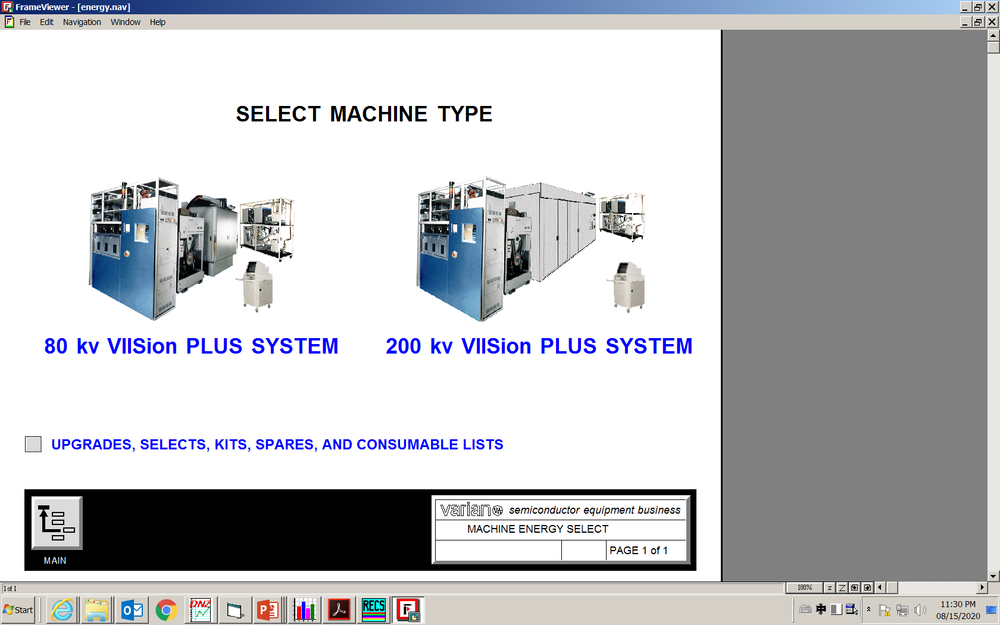 FrameViewer - [energy.nav]
File Edit Navigation Window Help
SELECT MACHINE TYPE
80 kv VIISion PLUS SYSTEM
200 kv VIISion PLUS SYSTEM
UPGRADES, SELECTS, KITS, SPARES, AND CONSUMABLE LISTS
MAIN
varian semiconductor equipment business
MACHINE ENERGY SELECT
PAGE 1 of 1
1 of 1
100%
z Z
Start
DNZ
RECS
11:30 PM
08/15/2020